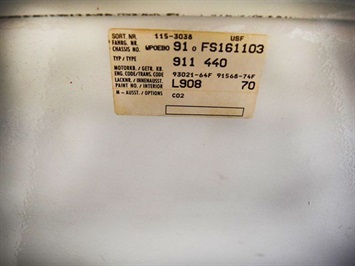 SORT NR. 115-3038 USF
FAHRG. NR.
CHASSIS NO. WPOEBO 91 0 FS161103
TYP / TYPE 911 440
MOTORKB. / GETR. KB.
ENG. CODE/TRANS. CODE 93021-64F 91568-74F
LACKNR. / INNENAUSST.
PAINT NO. / INTERIOR L908 70
M - AUSST. / OPTIONS
C02